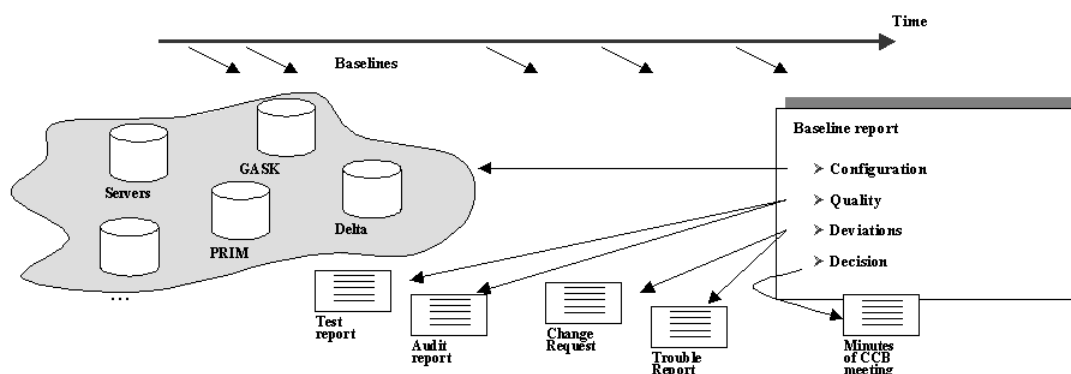 Time
Baselines
Baseline report
Configuration
Quality
Deviations
Decision
GASK
Servers
Delta
PRIM
...
Test
report
Audit
report
Change
Request
Trouble
Report
Minutes
of CCB
meeting